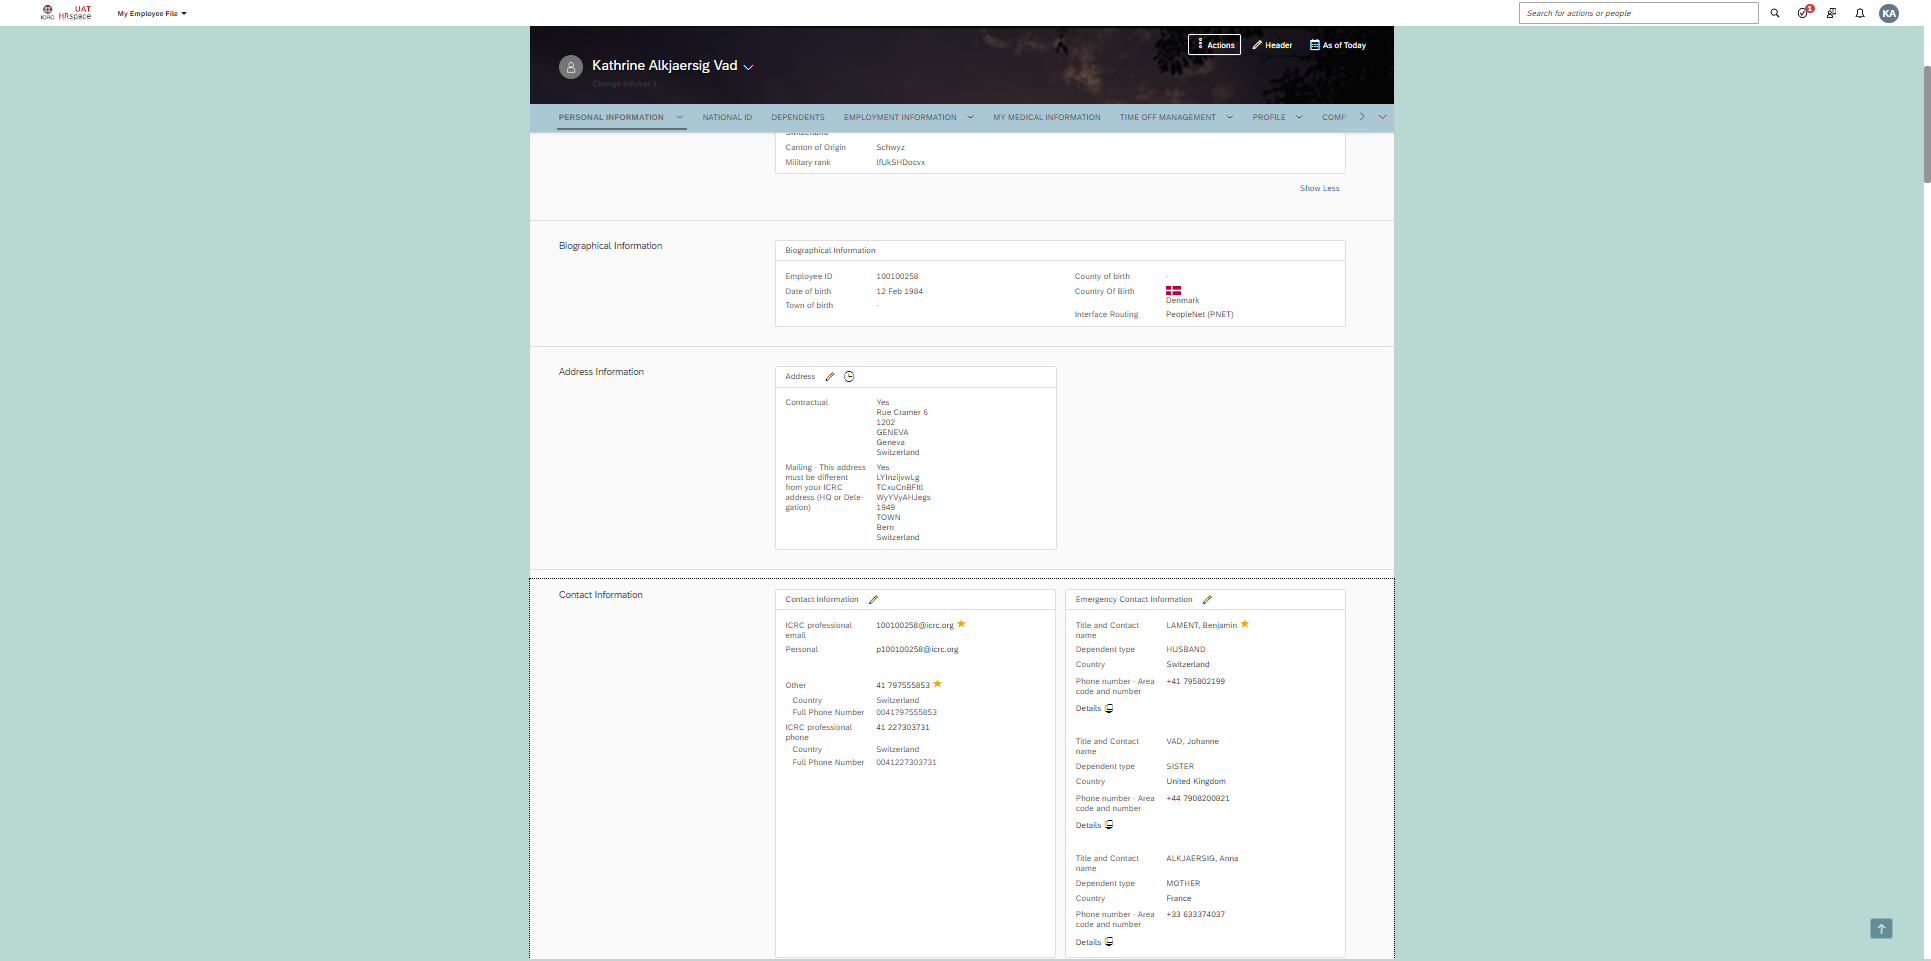 ICRC UAT HRspace
My Employee File
Search for actions or people
1
KA
Actions Header As of Today
Kathrine Alkjaersig Vad
Change Adviser 1
PERSONAL INFORMATION NATIONAL ID DEPENDENTS EMPLOYMENT INFORMATION MY MEDICAL INFORMATION TIME OFF MANAGEMENT PROFILE COMP
Switzerland
Canton of Origin Schwyz
Military rank
Show Less
Biographical Information
Biographical Information
Employee ID 100100258
Date of birth 12 Feb 1984
Town of birth -
County of birth -
Country Of Birth
Denmark
Interface Routing PeopleNet (PNET)
Address Information
Address
Contractual Yes
Rue Cramer 6
1202
GENEVA
Geneva
Switzerland
Mailing - This address Yes
must be different LYInzijvwLg
from your ICRC TCxuCnBFItl
address (HQ or Dele- WyYVyAHJegs
gation) 1949
TOWN
Bern
Switzerland
Contact Information
Contact Information
ICRC professional 100100258@icrc.org
email
Personal p100100258@icrc.org
Other 41 797555853
Country Switzerland
Full Phone Number 0041797555853
ICRC professional 41 227303731
phone
Country Switzerland
Full Phone Number 0041227303731
Emergency Contact Information
Title and Contact LAMENT, Benjamin
name
Dependent type HUSBAND
Country Switzerland
Phone number - Area +41 795802199
code and number
Details
Title and Contact VAD, Johanne
name
Dependent type SISTER
Country United Kingdom
Phone number - Area +44 7908200821
code and number
Details
Title and Contact ALKJAERSIG, Anna
name
Dependent type MOTHER
Country France
Phone number - Area +33 633374037
code and number
Details